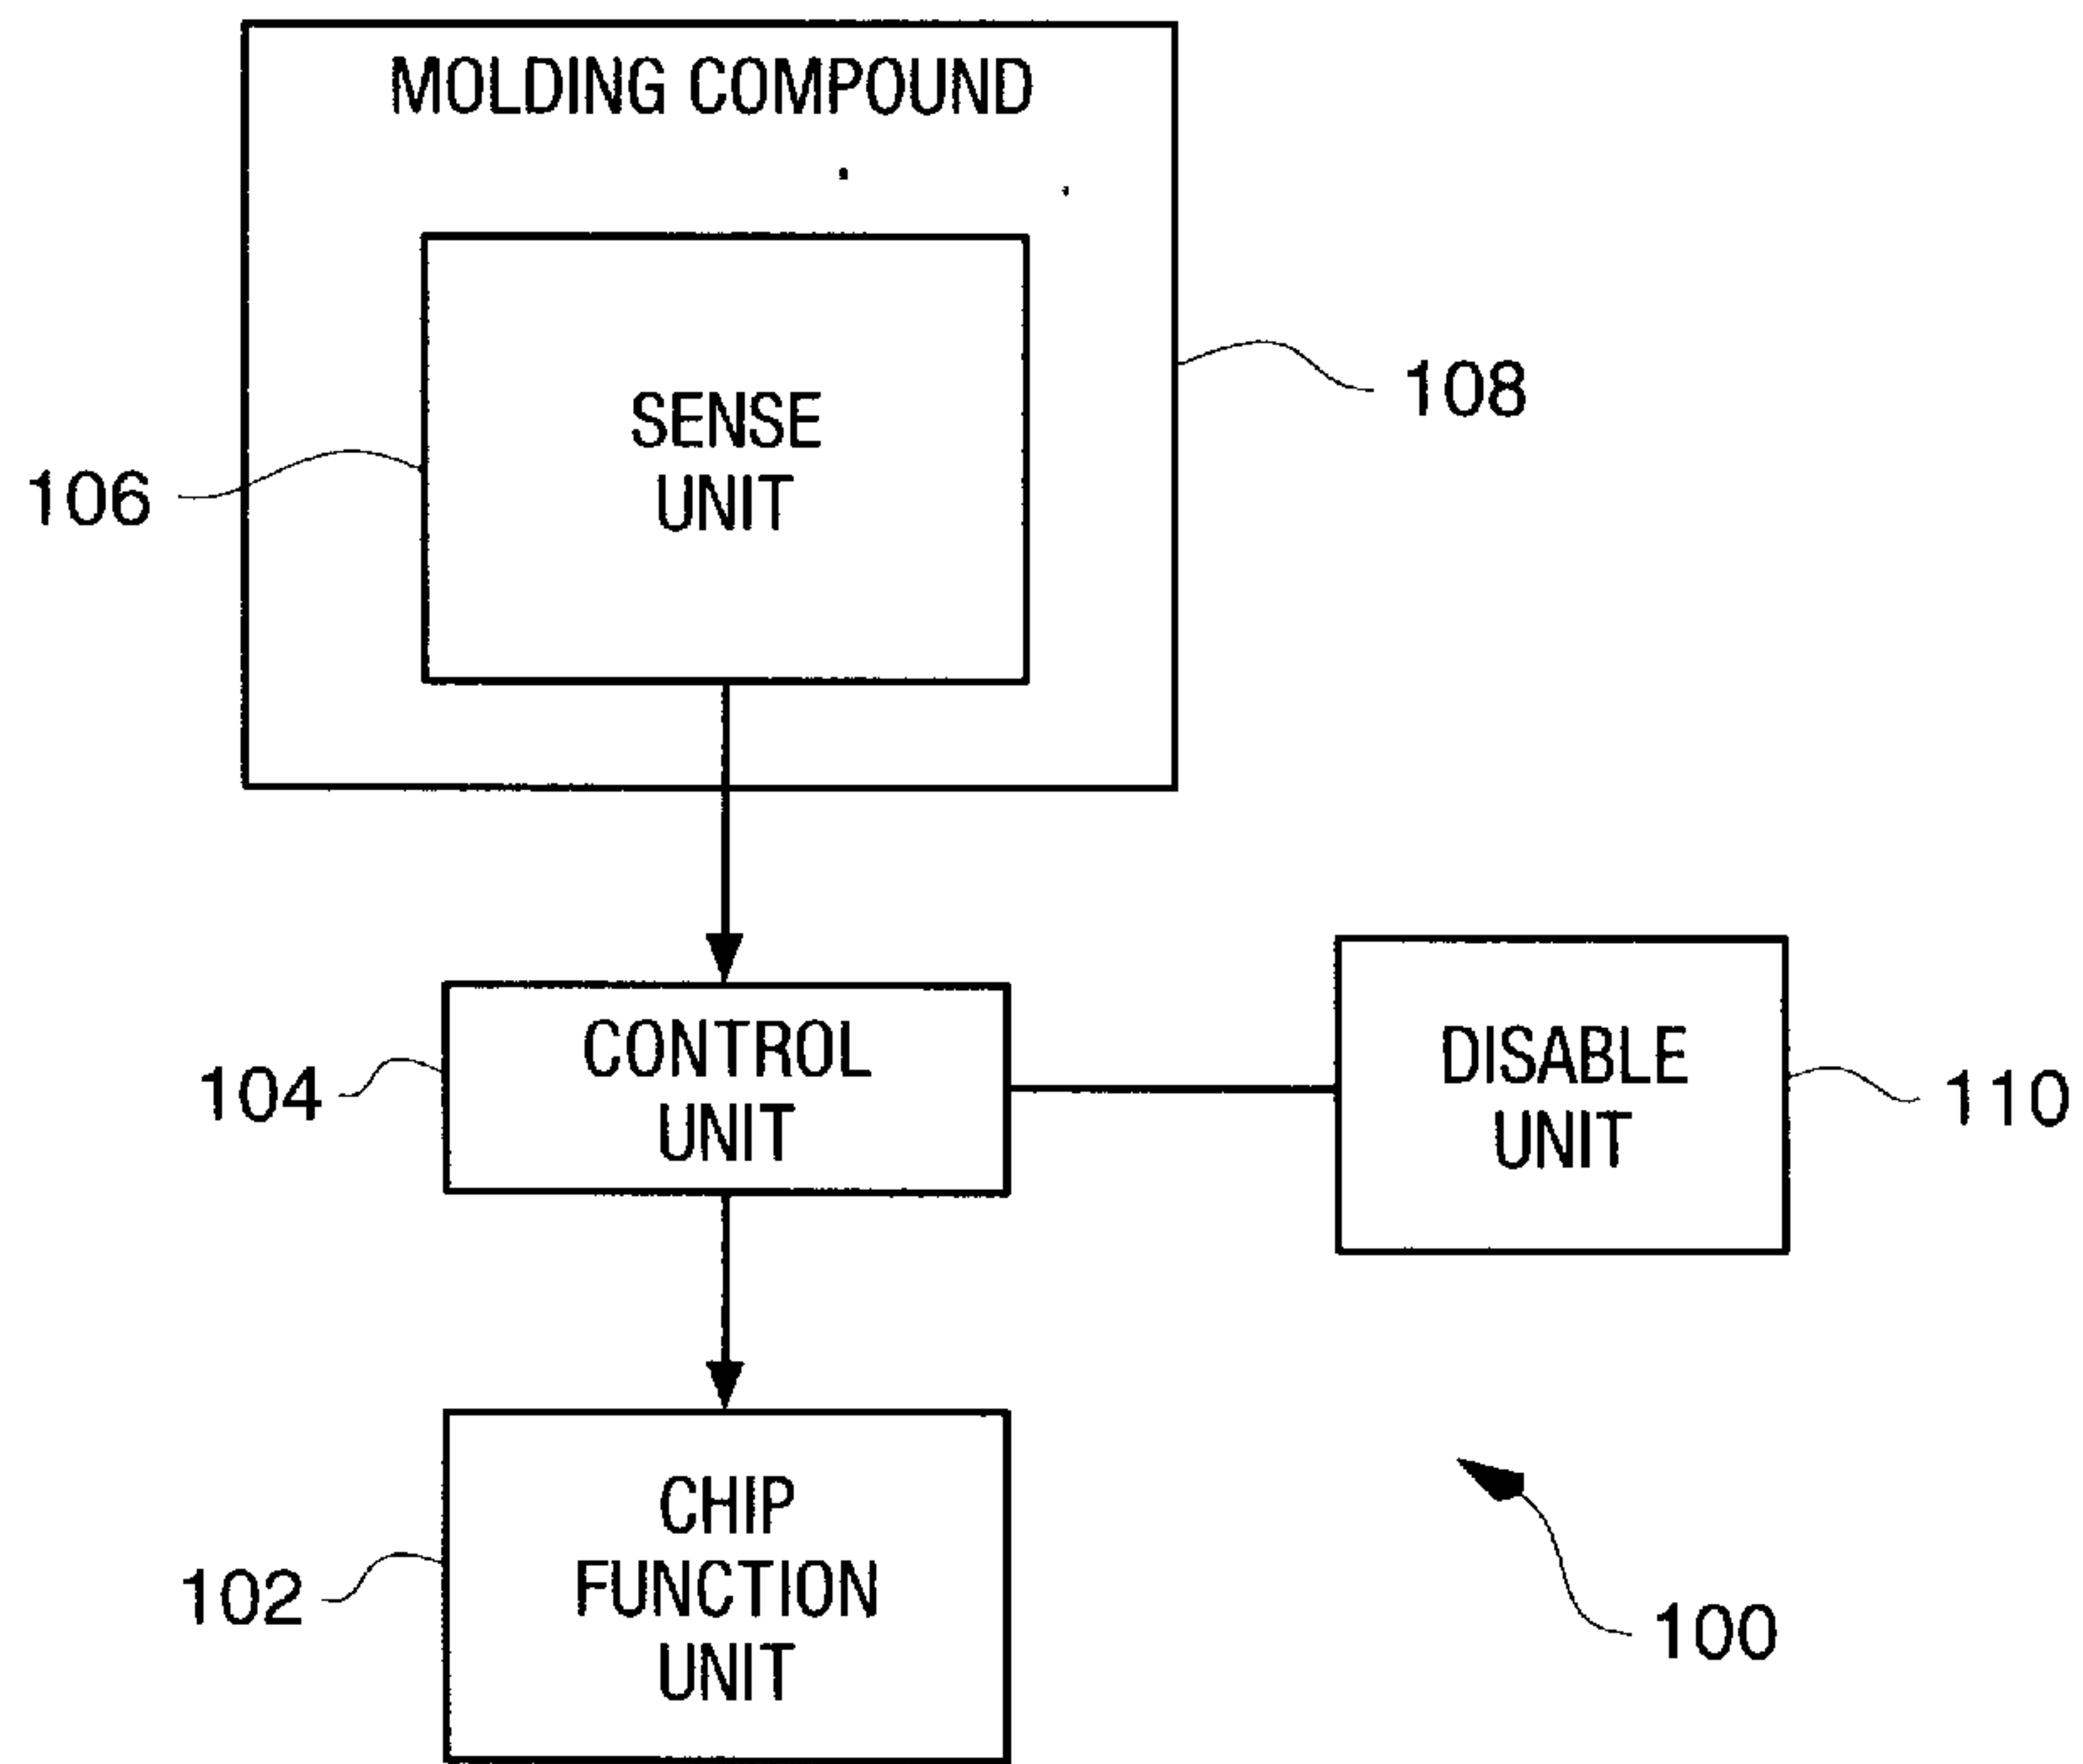 MOLDING COMPOUND
SENSE
UNIT
108
106
CONTROL
UNIT
104
DISABLE
UNIT
110
CHIP
FUNCTION
UNIT
102
100